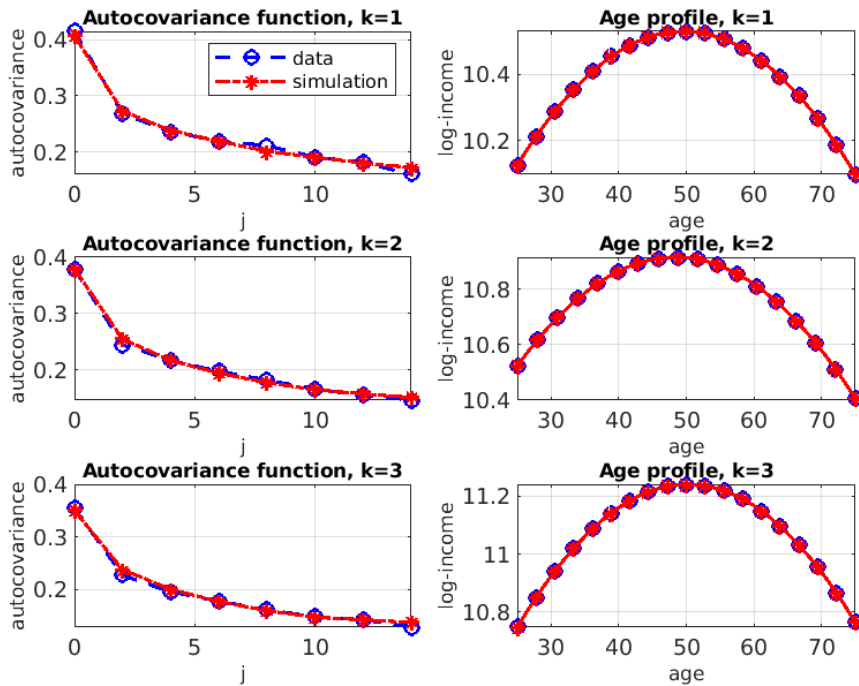 Autocovariance function, k=1
autocovariance
0.4
0.3
0.2
data
simulation
0 5 10
j
Age profile, k=1
log-income
10.4
10.2
30 40 50 60 70
age
Autocovariance function, k=2
autocovariance
0.4
0.3
0.2
0 5 10
j
Age profile, k=2
log-income
10.8
10.6
10.4
30 40 50 60 70
age
Autocovariance function, k=3
autocovariance
0.4
0.3
0.2
0 5 10
j
Age profile, k=3
log-income
11.2
11
10.8
30 40 50 60 70
age